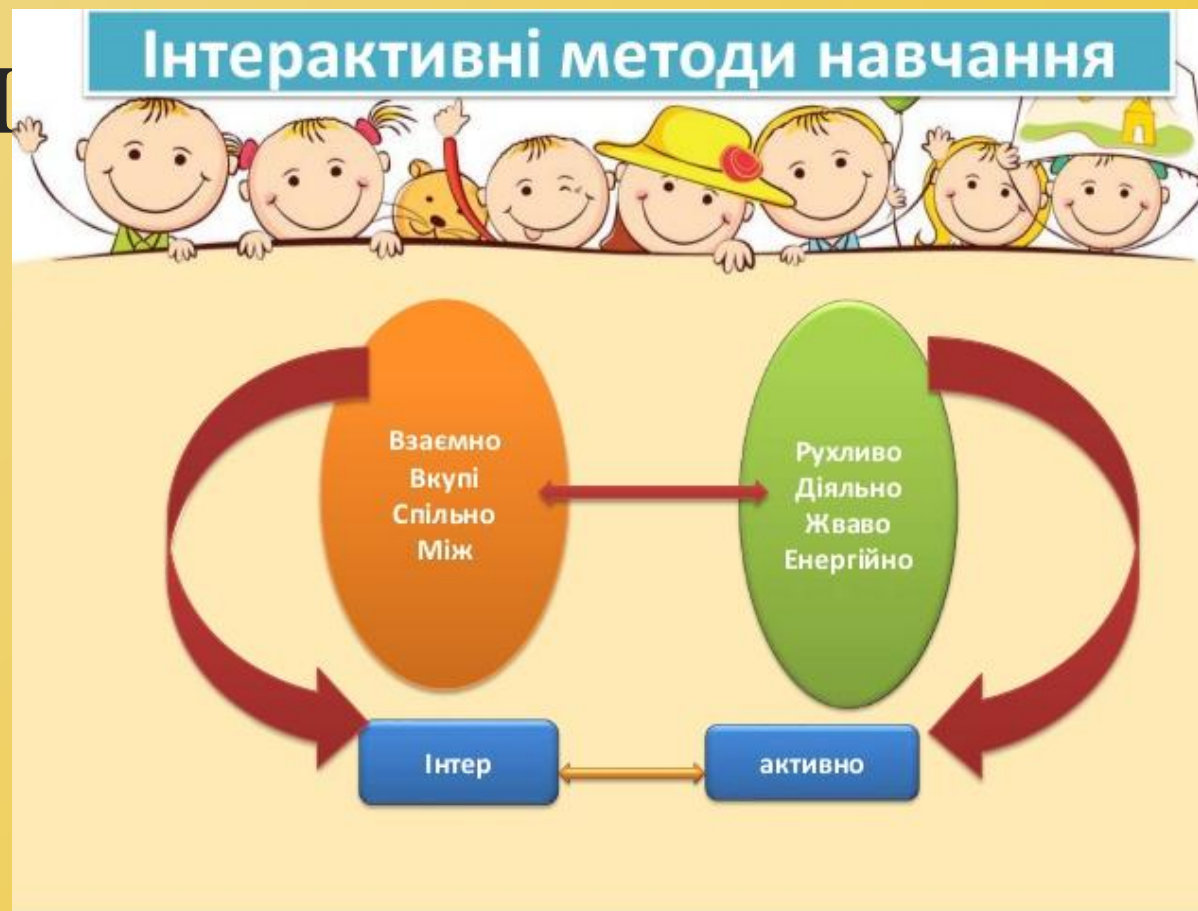 Інтерактивні методи навчання
Взаємно
Вкупі
Спільно
Між
Рухливо
Діяльно
Жваво
Енергійно
Інтер
активно